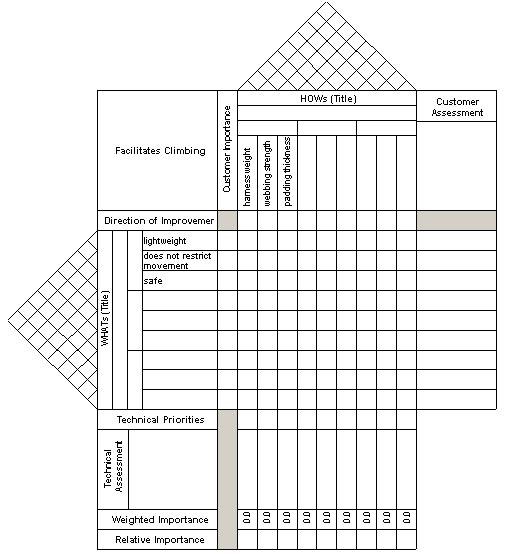 HOWs (Title)
Customer
Assessment
Facilitates Climbing
Customer Importance
harness weight
webbing strength
padding thickness
Direction of Improvemer
WHATs (Title)
lightweight
does not restrict
movement
safe
Technical Priorities
Technical
Assessment
Weighted Importance
0.0 0.0 0.0 0.0 0.0 0.0 0.0 0.0 0.0
Relative Importance